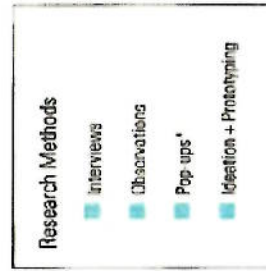 Research Methods
Interviews
Observations
Pop-ups*
Ideation + Prototyping